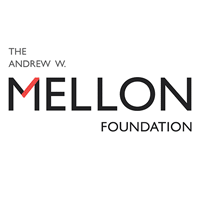 THE
ANDREW W.
MELLON
FOUNDATION